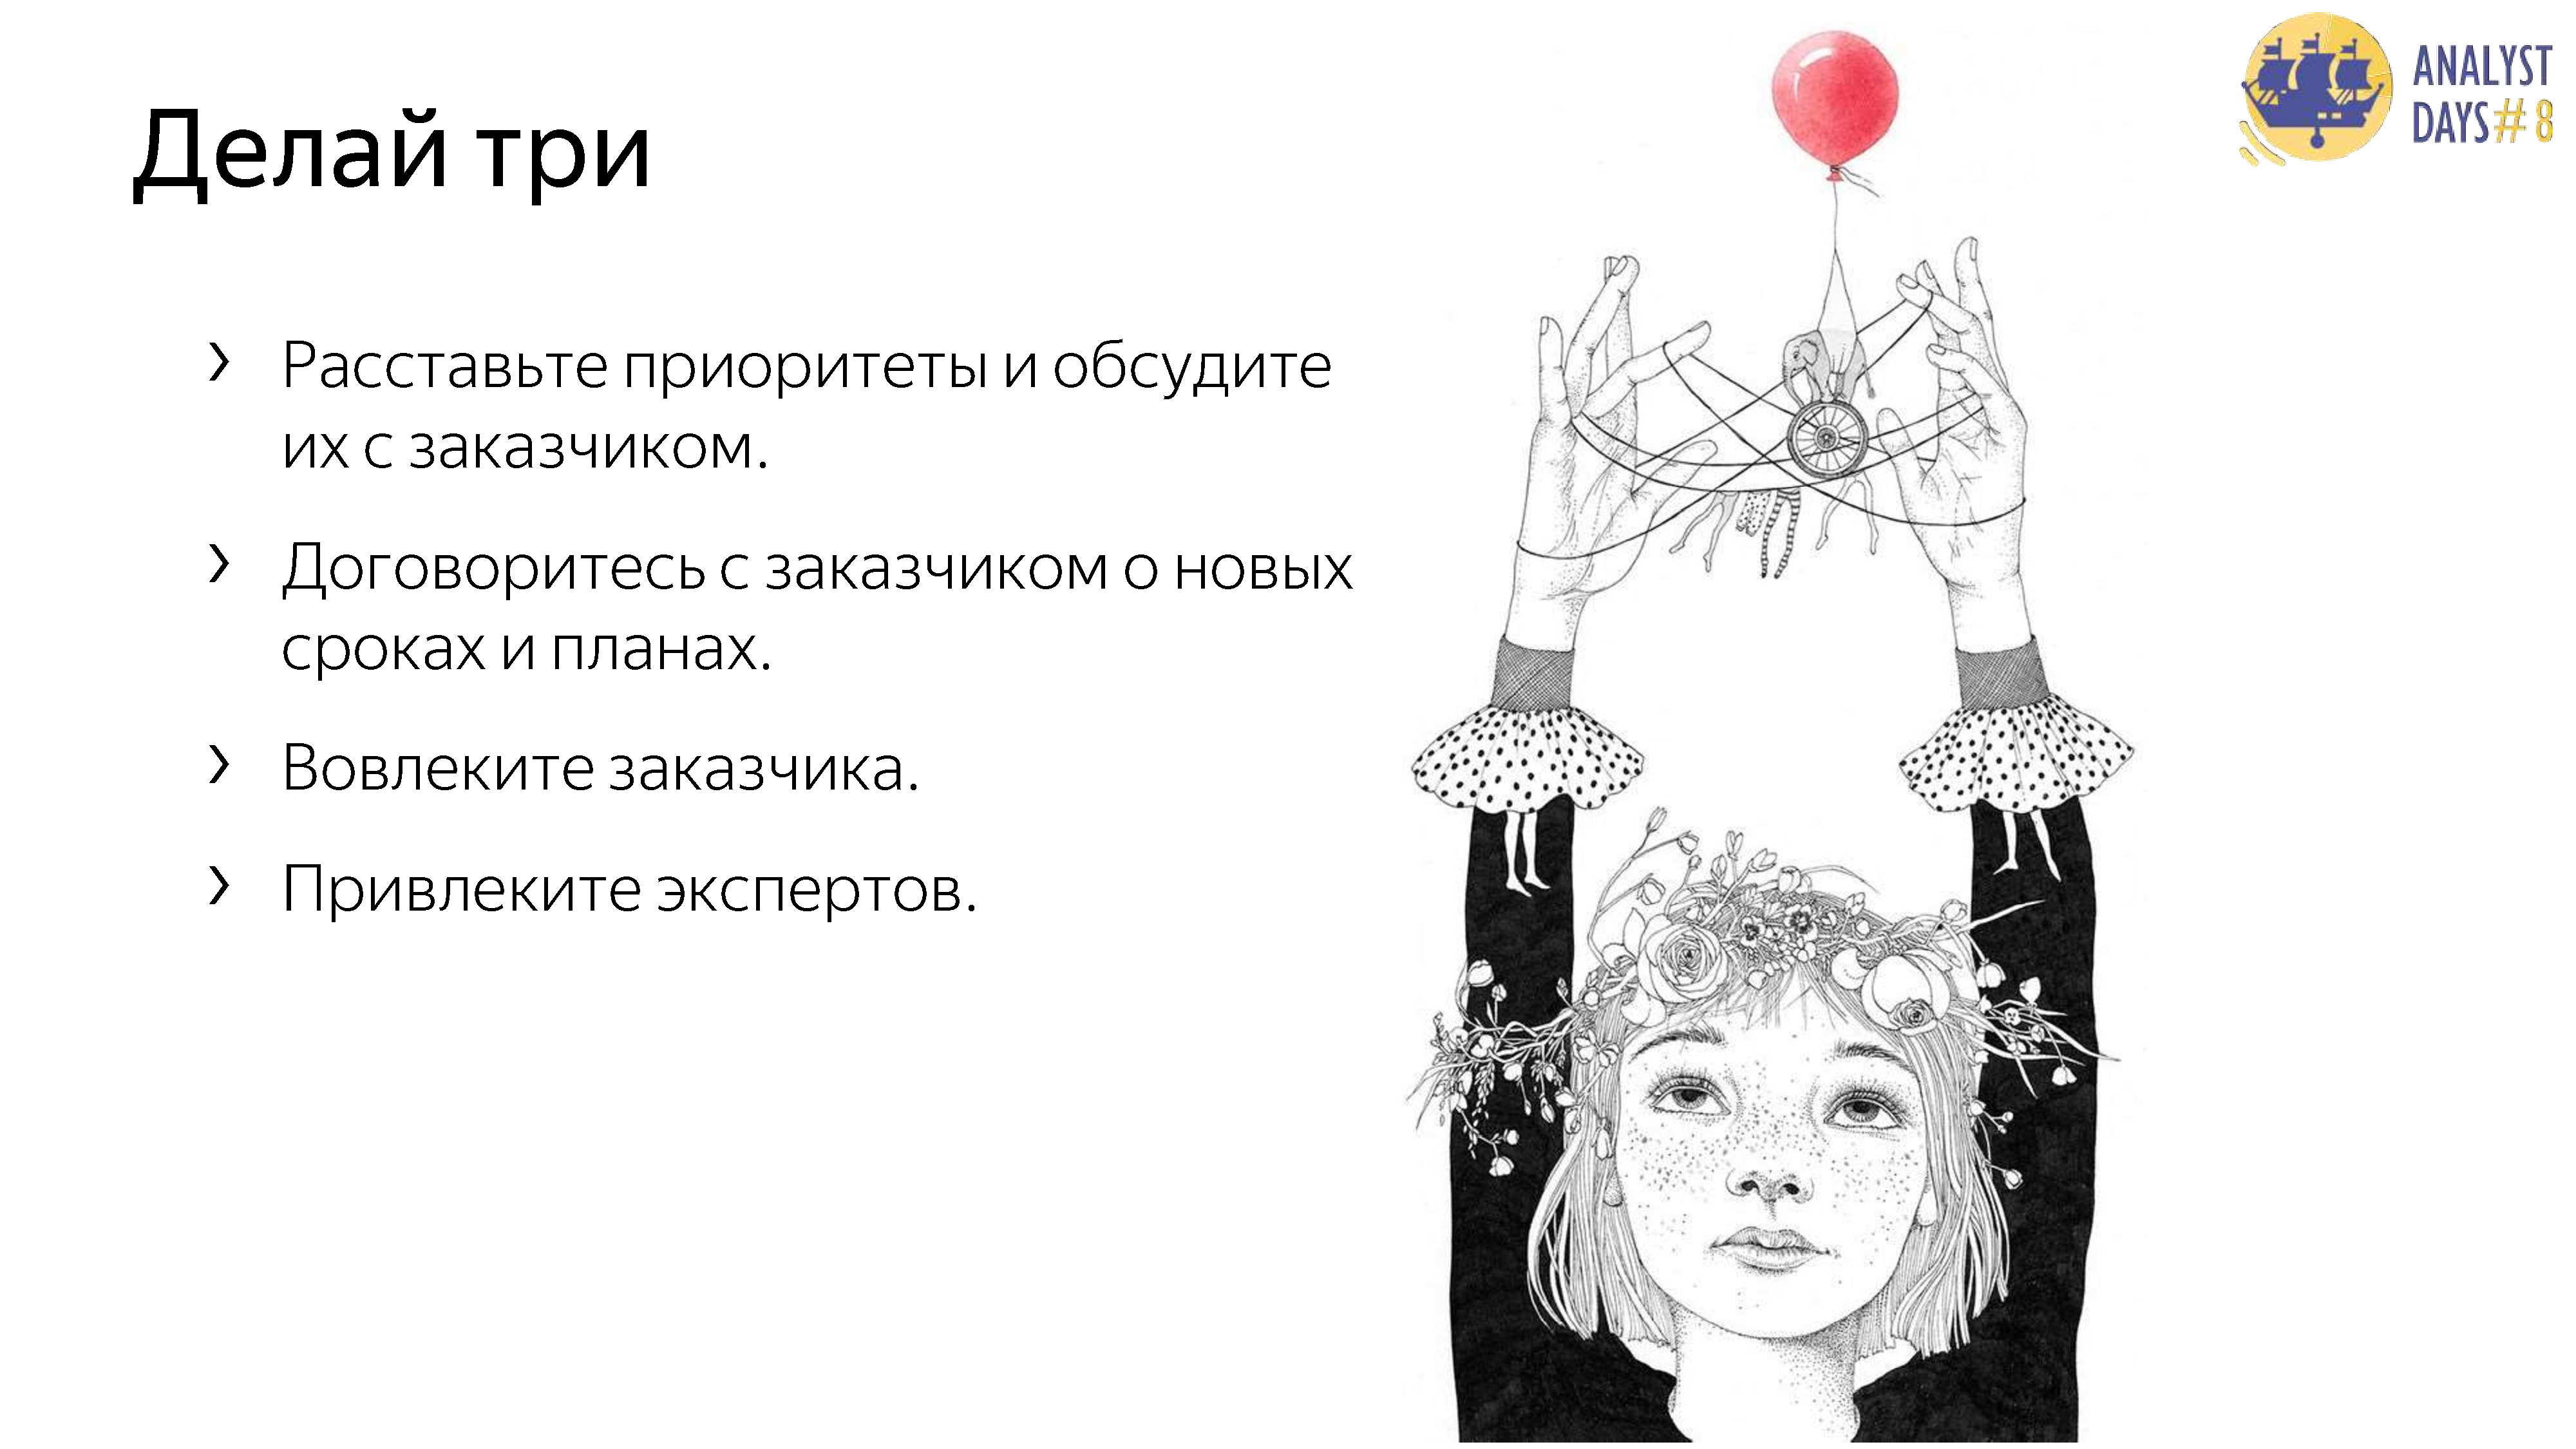 Делай три
› Расставьте приоритеты и обсудите
их с заказчиком.
› Договоритесь с заказчиком о новых
сроках и планах.
› Вовлеките заказчика.
› Привлеките экспертов.
ANALYST
DAYS#8